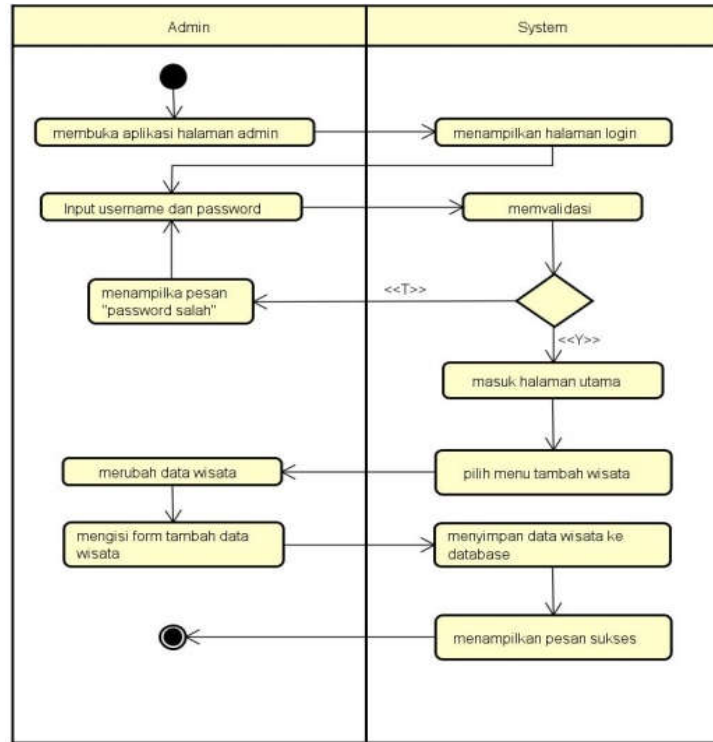 Admin
System
membuka aplikasi halaman admin
menampilkan halaman login
Input username dan password
memvalidasi
menampilka pesan
"password salah"
<<T>>
<<Y>>
masuk halaman utama
merubah data wisata
pilih menu tambah wisata
mengisi form tambah data
wisata
menyimpan data wisata ke
database
menampilkan pesan sukses